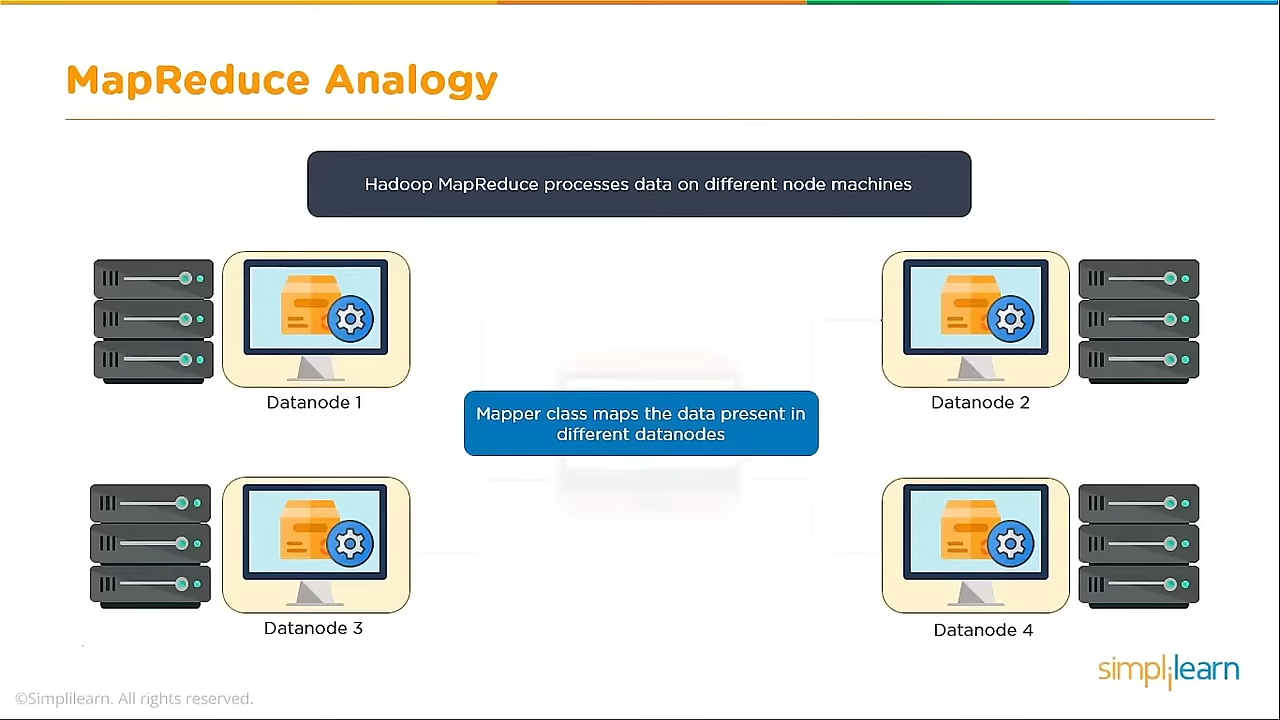 MapReduce Analogy
Hadoop MapReduce processes data on different node machines
Datanode 1
Datanode 2
Mapper class maps the data present in
different datanodes
Datanode 3
Datanode 4
simplilearn
©Simplilearn. All rights reserved.